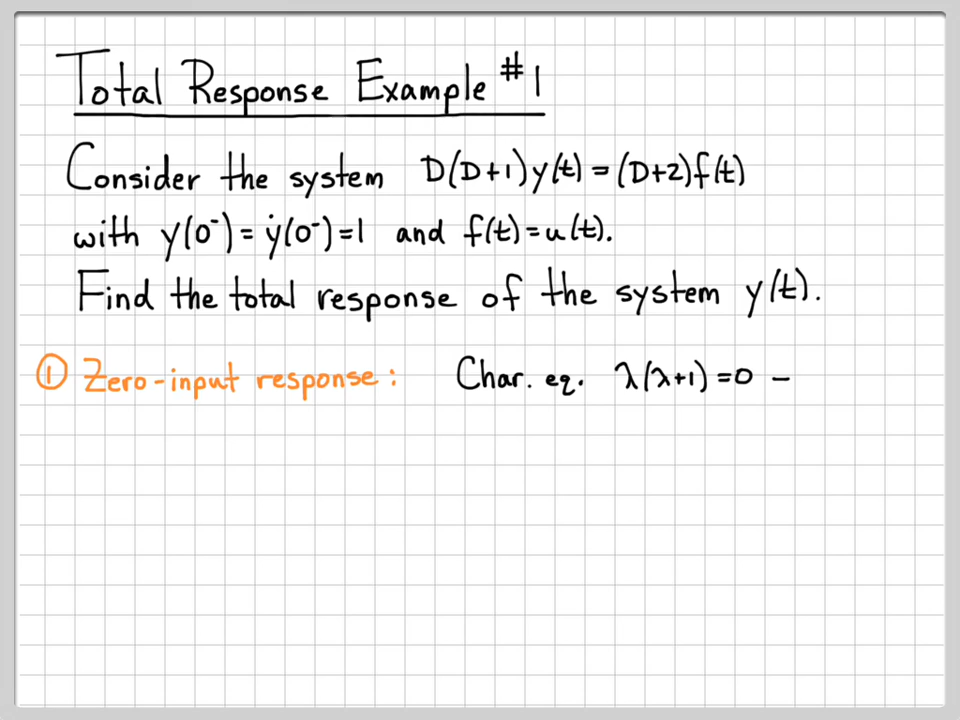 Total Response Example #1
Consider the system D(D+1)y(t) = (D+2)f(t)
with y(0⁻) = ẏ(0⁻) = 1 and f(t) = u(t).
Find the total response of the system y(t).
① Zero-input response: Char. eq. λ(λ+1) = 0 –